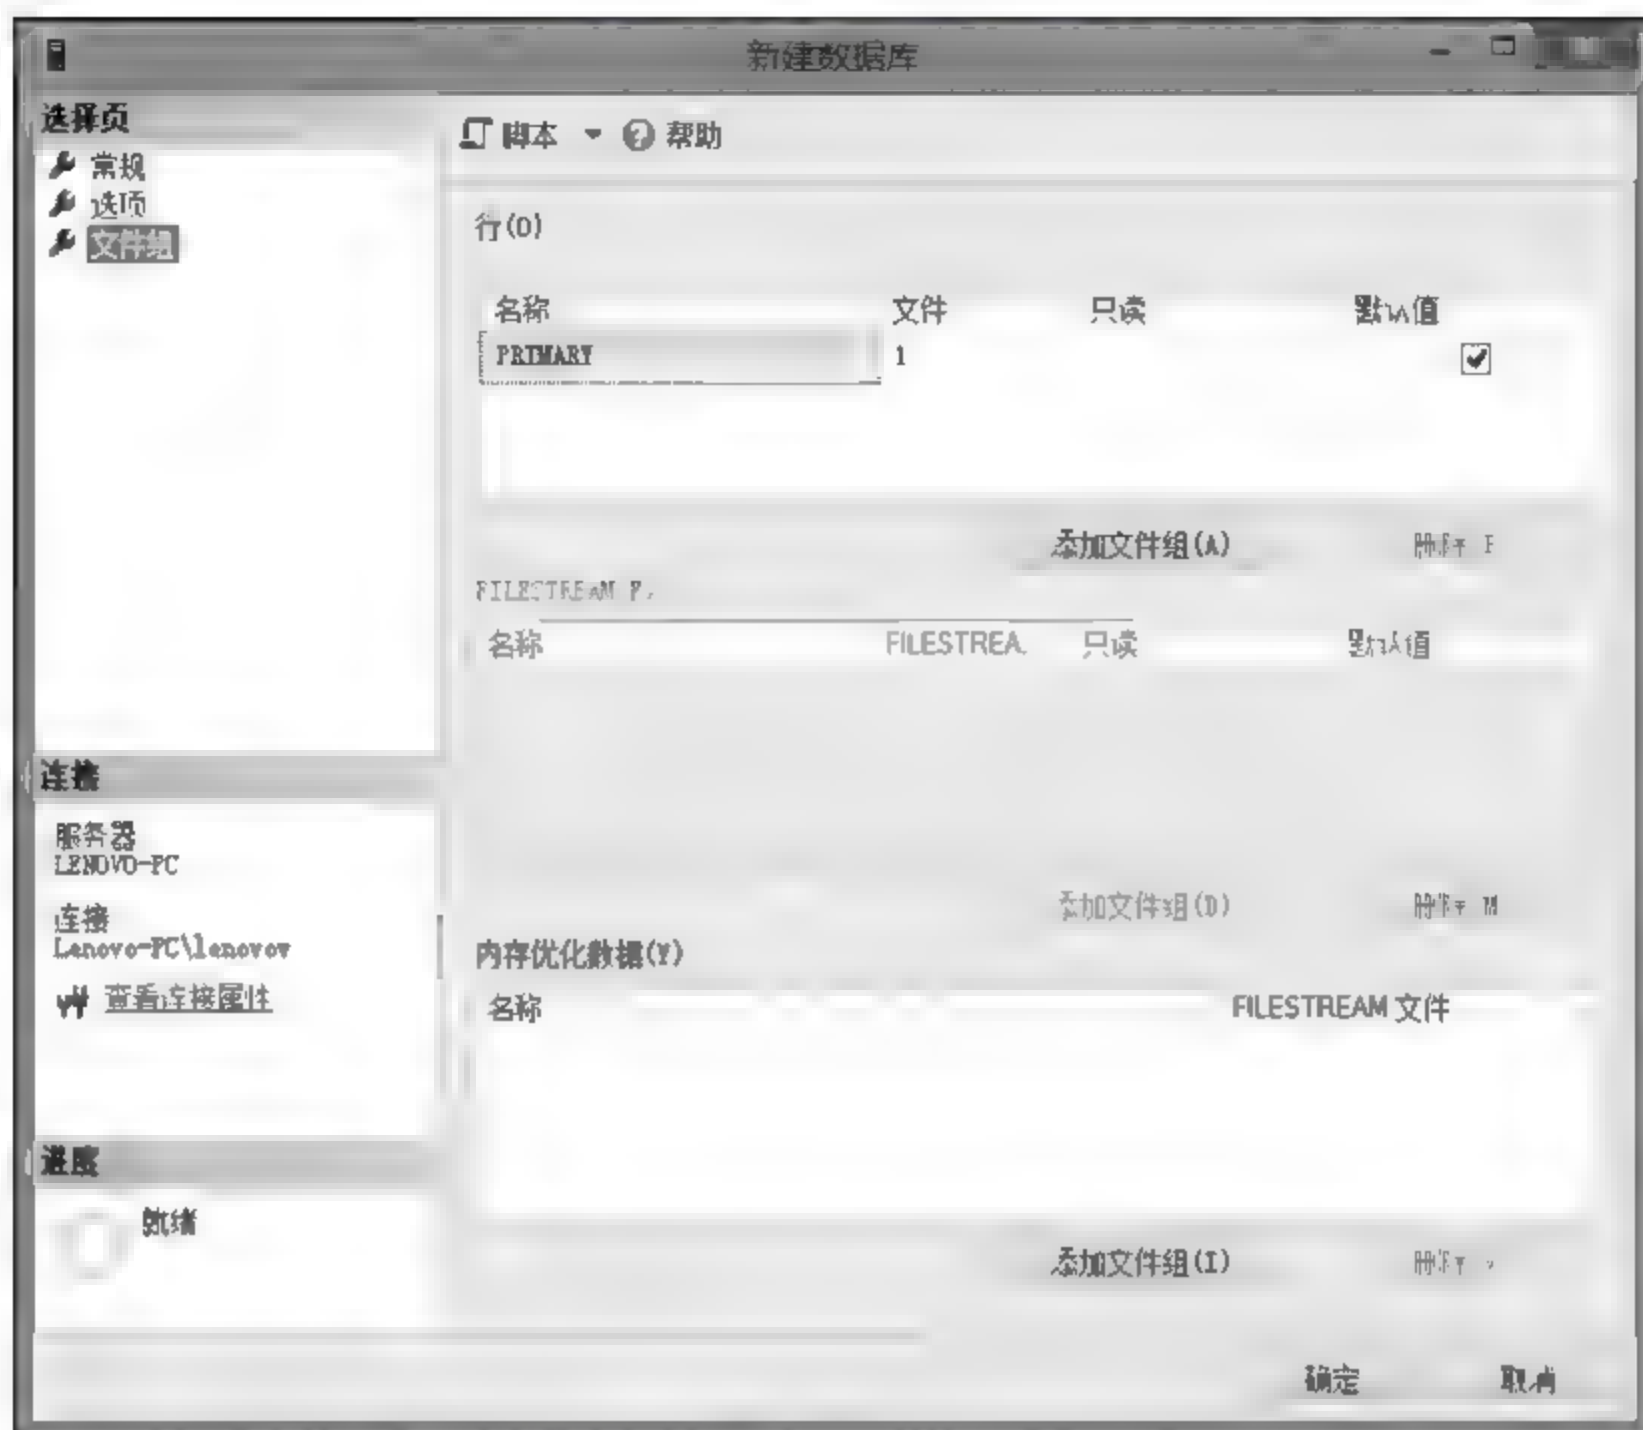 新建数据库
选择页
常规
选项
文件组
脚本 帮助
行(O)
名称 文件 只读 默认值
PRIMARY 1
添加文件组(A)
FILESTREAM
名称 FILESTREA. 只读 默认值
添加文件组(D)
内存优化数据(Y)
名称 FILESTREAM 文件
添加文件组(I)
连接
服务器
LENOVO-PC
连接
Lenovo-PC\lenovov
查看连接属性
进度
就绪
确定 取消